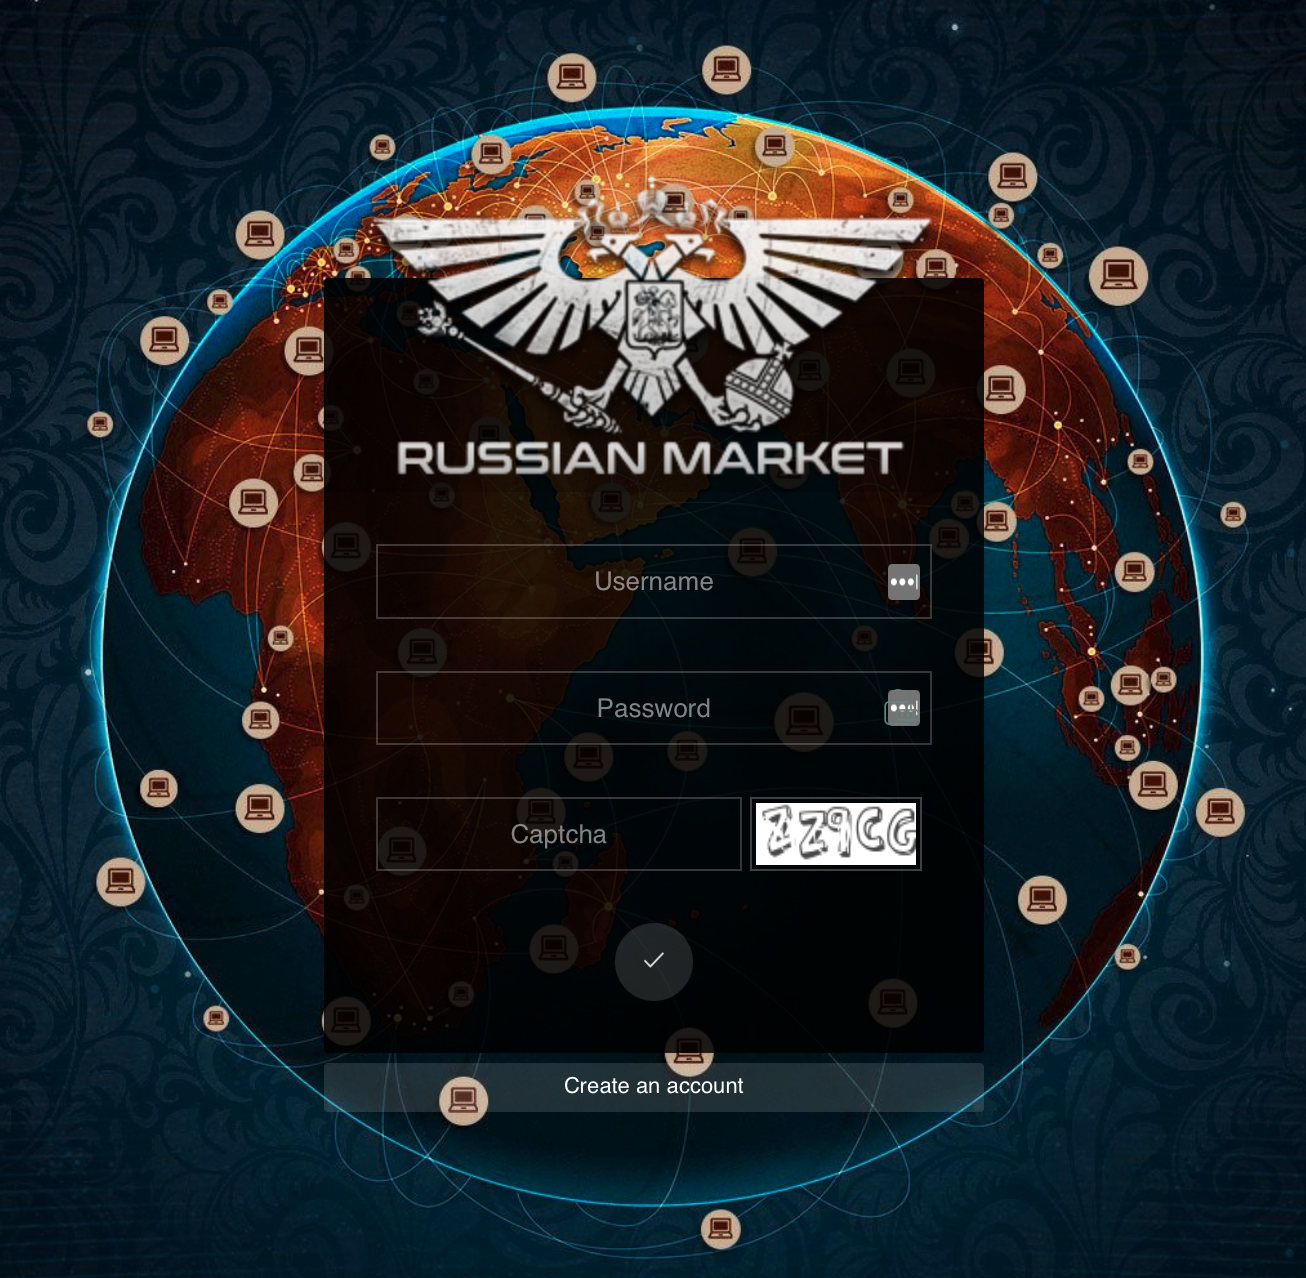 RUSSIAN MARKET
Username
Password
Captcha
ZZ9CG
Create an account